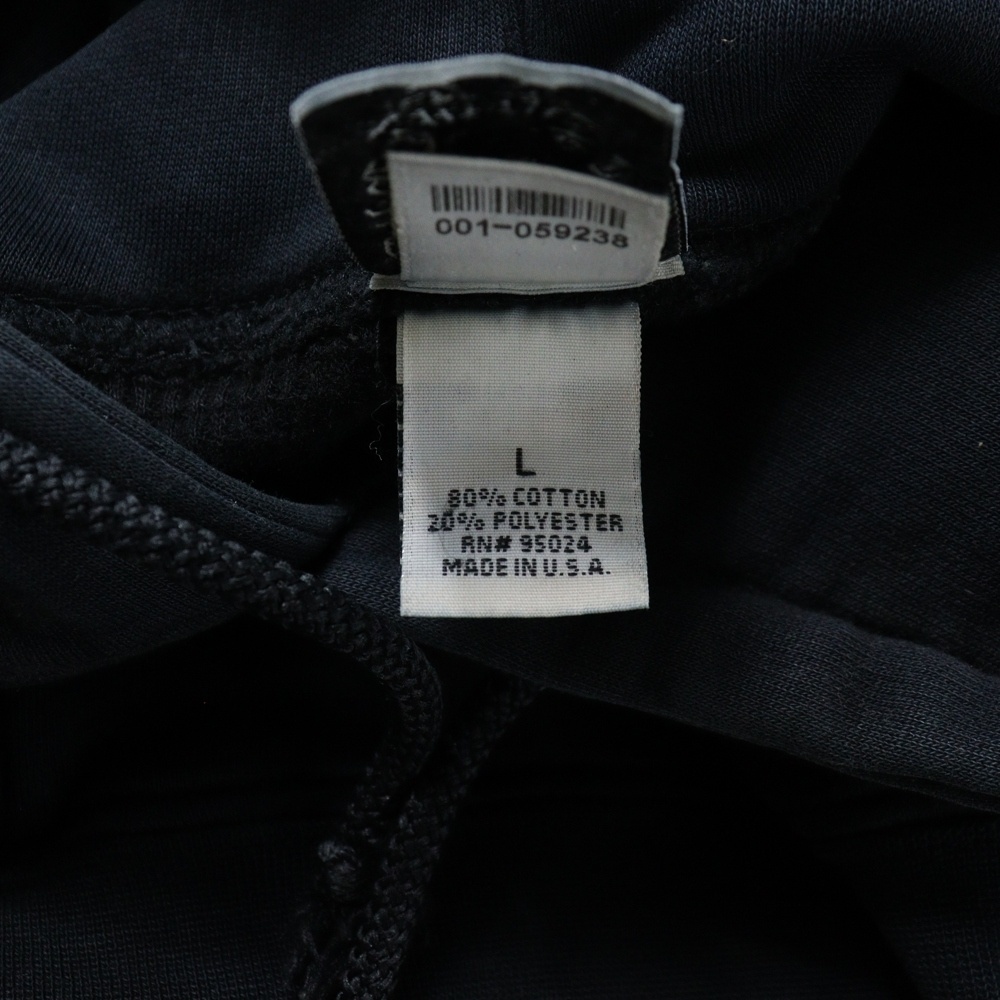 001-059238
L
80% COTTON
20% POLYESTER
RN# 95024
MADE IN U.S.A.